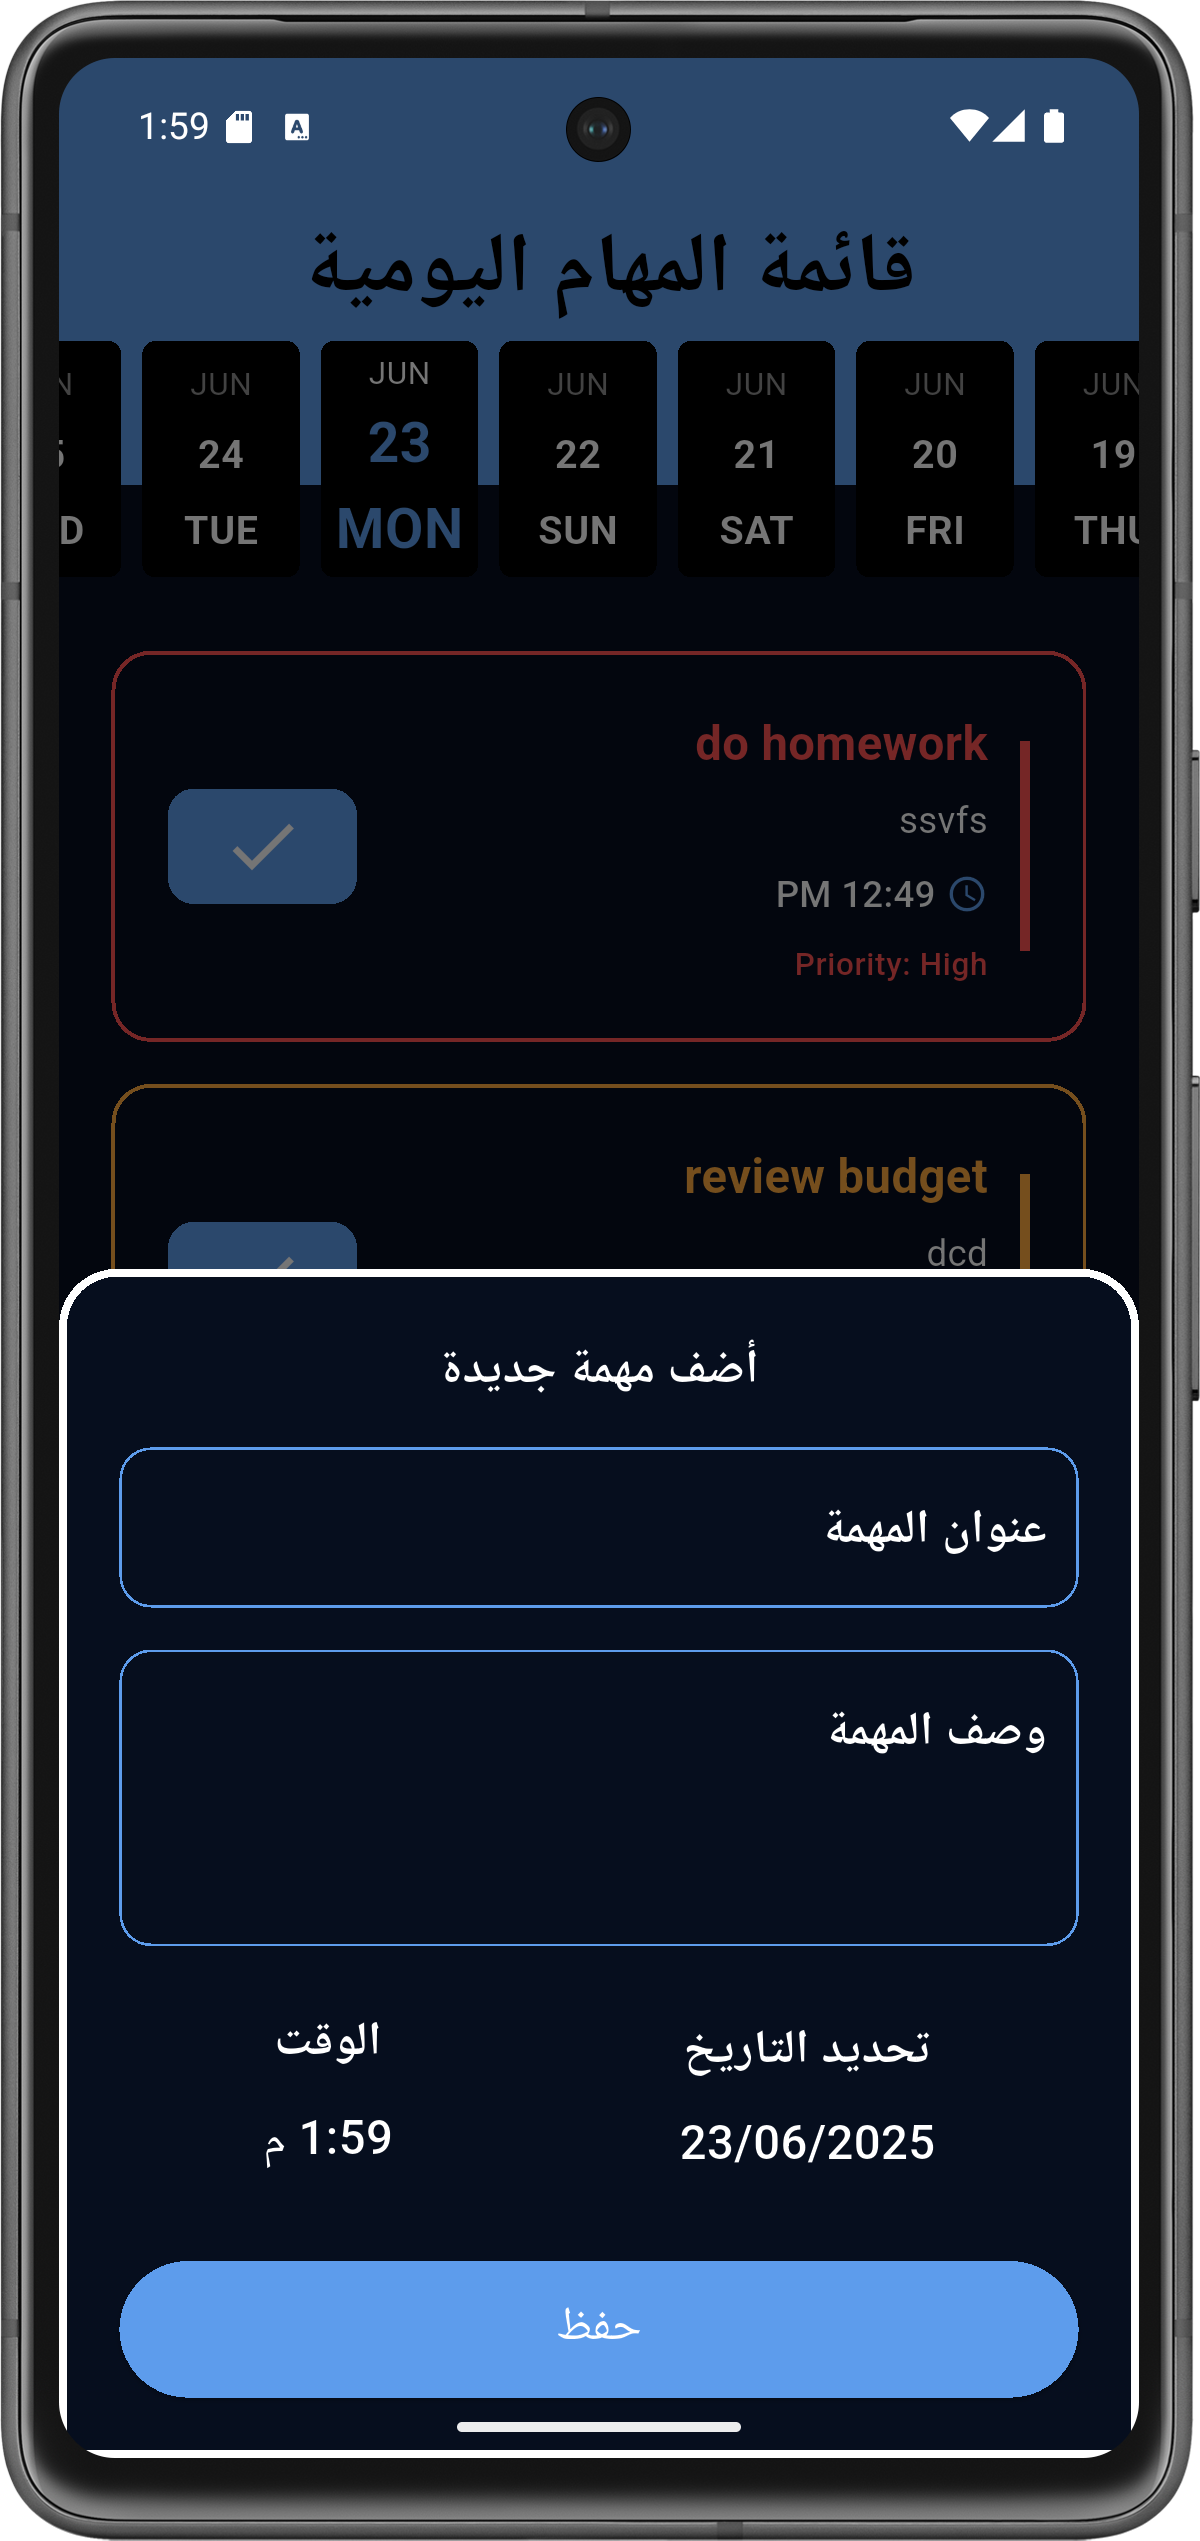 1:59
قائمة المهام اليومية
JUN JUN JUN JUN JUN JUN
19 20 21 22 23 24
THU FRI SAT SUN MON TUE
do homework
ssvfs
PM 12:49
Priority: High
review budget
dcd
أضف مهمة جديدة
عنوان المهمة
وصف المهمة
تحديد التاريخ
23/06/2025
الوقت
1:59 م
حفظ